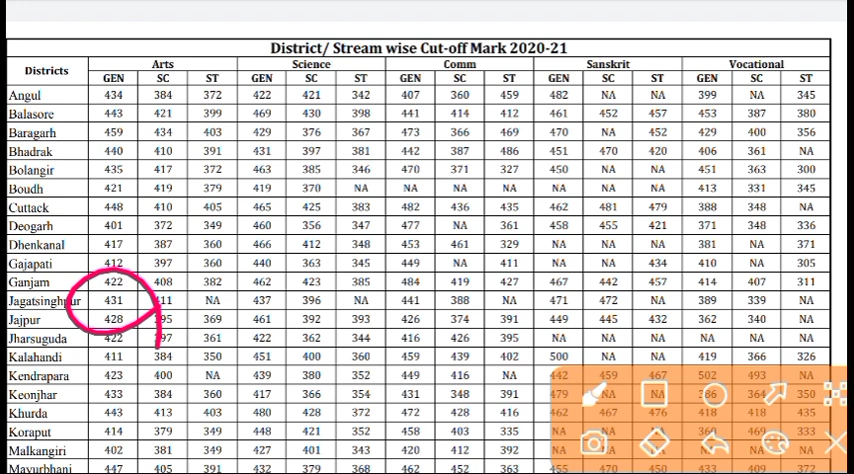 District/ Stream wise Cut-off Mark 2020-21
Districts Arts Science Comm Sanskrit Vocational
GEN SC ST GEN SC ST GEN SC ST GEN SC ST GEN SC ST
Angul 434 384 372 422 421 342 407 360 459 482 NA NA 399 NA 345
Balasore 443 421 399 469 430 398 441 414 412 461 452 457 453 387 380
Baragarh 459 434 403 429 376 367 473 366 469 470 NA 452 429 400 356
Bhadrak 440 410 391 431 397 381 442 387 486 451 470 420 406 361 NA
Bolangir 435 417 372 463 385 346 470 371 327 450 NA NA 451 363 300
Boudh 421 419 379 419 370 NA NA NA NA NA NA NA 413 331 345
Cuttack 448 410 405 465 425 383 482 436 435 462 481 479 388 348 NA
Deogarh 401 372 349 460 356 347 477 NA 361 458 455 421 371 348 336
Dhenkanal 417 387 360 466 412 348 453 461 329 NA NA NA 381 NA 371
Gajapati 412 397 360 440 363 345 449 NA 411 NA NA 434 410 NA 305
Ganjam 422 408 382 462 423 385 484 419 427 467 442 457 414 407 311
Jagatsinghpur 431 411 NA 437 396 NA 441 388 NA 471 472 NA 389 339 NA
Jajpur 428 395 369 461 392 393 426 374 391 449 445 432 362 340 NA
Jharsuguda 422 397 361 422 362 344 416 426 395 NA NA NA NA NA NA
Kalahandi 411 384 350 451 400 360 459 439 402 500 NA NA 419 366 326
Kendrapara 423 400 NA 439 380 352 449 416 NA 442 459 467 502 493 NA
Keonjhar 433 384 360 417 366 354 431 348 391 479 NA NA 386 364 350
Khurda 443 413 403 480 428 372 472 428 416 462 467 476 418 418 435
Koraput 414 379 349 448 421 352 458 403 335 NA NA NA 360 469 333
Malkangiri 402 381 349 427 401 343 420 412 392 NA NA NA NA NA
Mayurbhanj 447 405 391 432 379 368 462 452 363 455 470 450 433 409 372